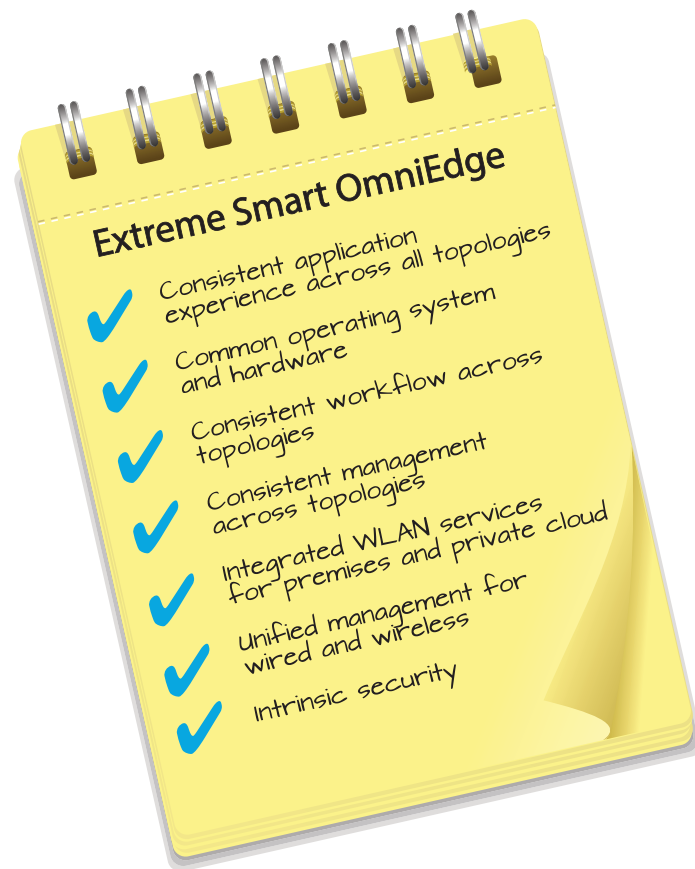 Extreme Smart OmniEdge
Consistent application
experience across all topologies
Common operating system
and hardware
Consistent workflow across
topologies
Consistent management
across topologies
Integrated WLAN services
for premises and private cloud
Unified management for
wired and wireless
Intrinsic security